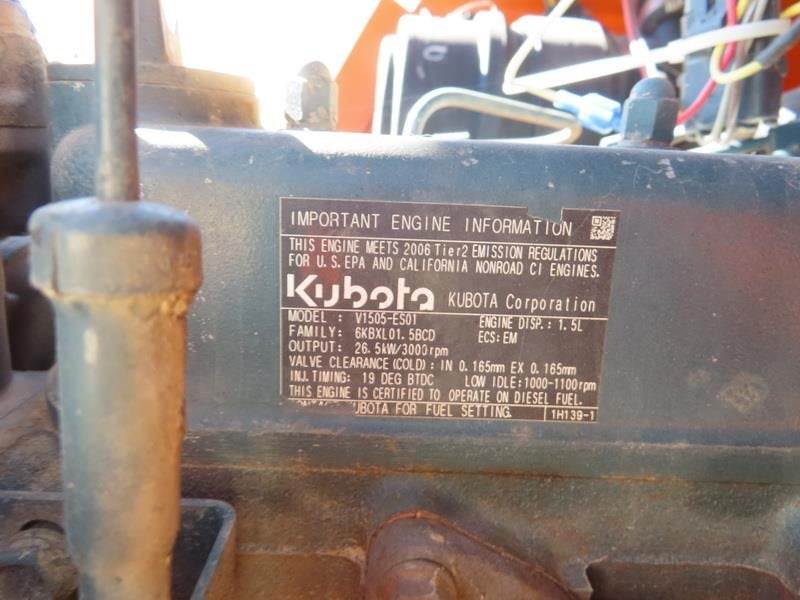 IMPORTANT ENGINE INFORMATION
THIS ENGINE MEETS 2006 Tier2 EMISSION REGULATIONS
FOR U.S. EPA AND CALIFORNIA NONROAD CI ENGINES.
Kubota KUBOTA Corporation
MODEL : V1505-ES01 ENGINE DISP.: 1.5L
FAMILY: 6KBXL01.5BCD ECS:EM
OUTPUT: 26.5kW/3000rpm
VALVE CLEARANCE (COLD) : IN 0.165mm EX 0.165mm
INJ.TIMING: 19 DEG BTDC LOW IDLE:1000-1100rpm
THIS ENGINE IS CERTIFIED TO OPERATE ON DIESEL FUEL.
UBOTA FOR FUEL SETTING. 1H139-1